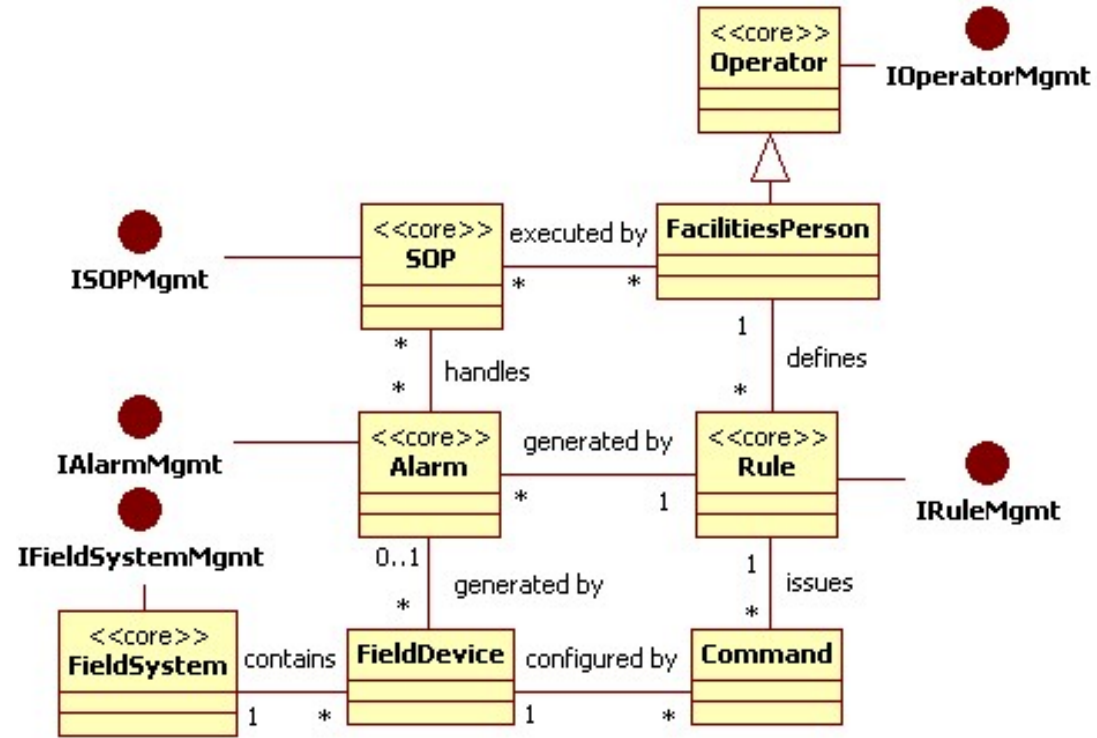 <<core>>
Operator
IOperatorMgmt
<<core>>
SOP
executed by
FacilitiesPerson
ISOPMgmt
*
*
1
*
handles
defines
*
*
<<core>>
Alarm
generated by
<<core>>
Rule
IAlarmMgmt
*
1
IRuleMgmt
IFieldSystemMgmt
0..1
1
generated by
issues
*
*
<<core>>
FieldSystem
contains
FieldDevice
configured by
Command
1
*
1
*